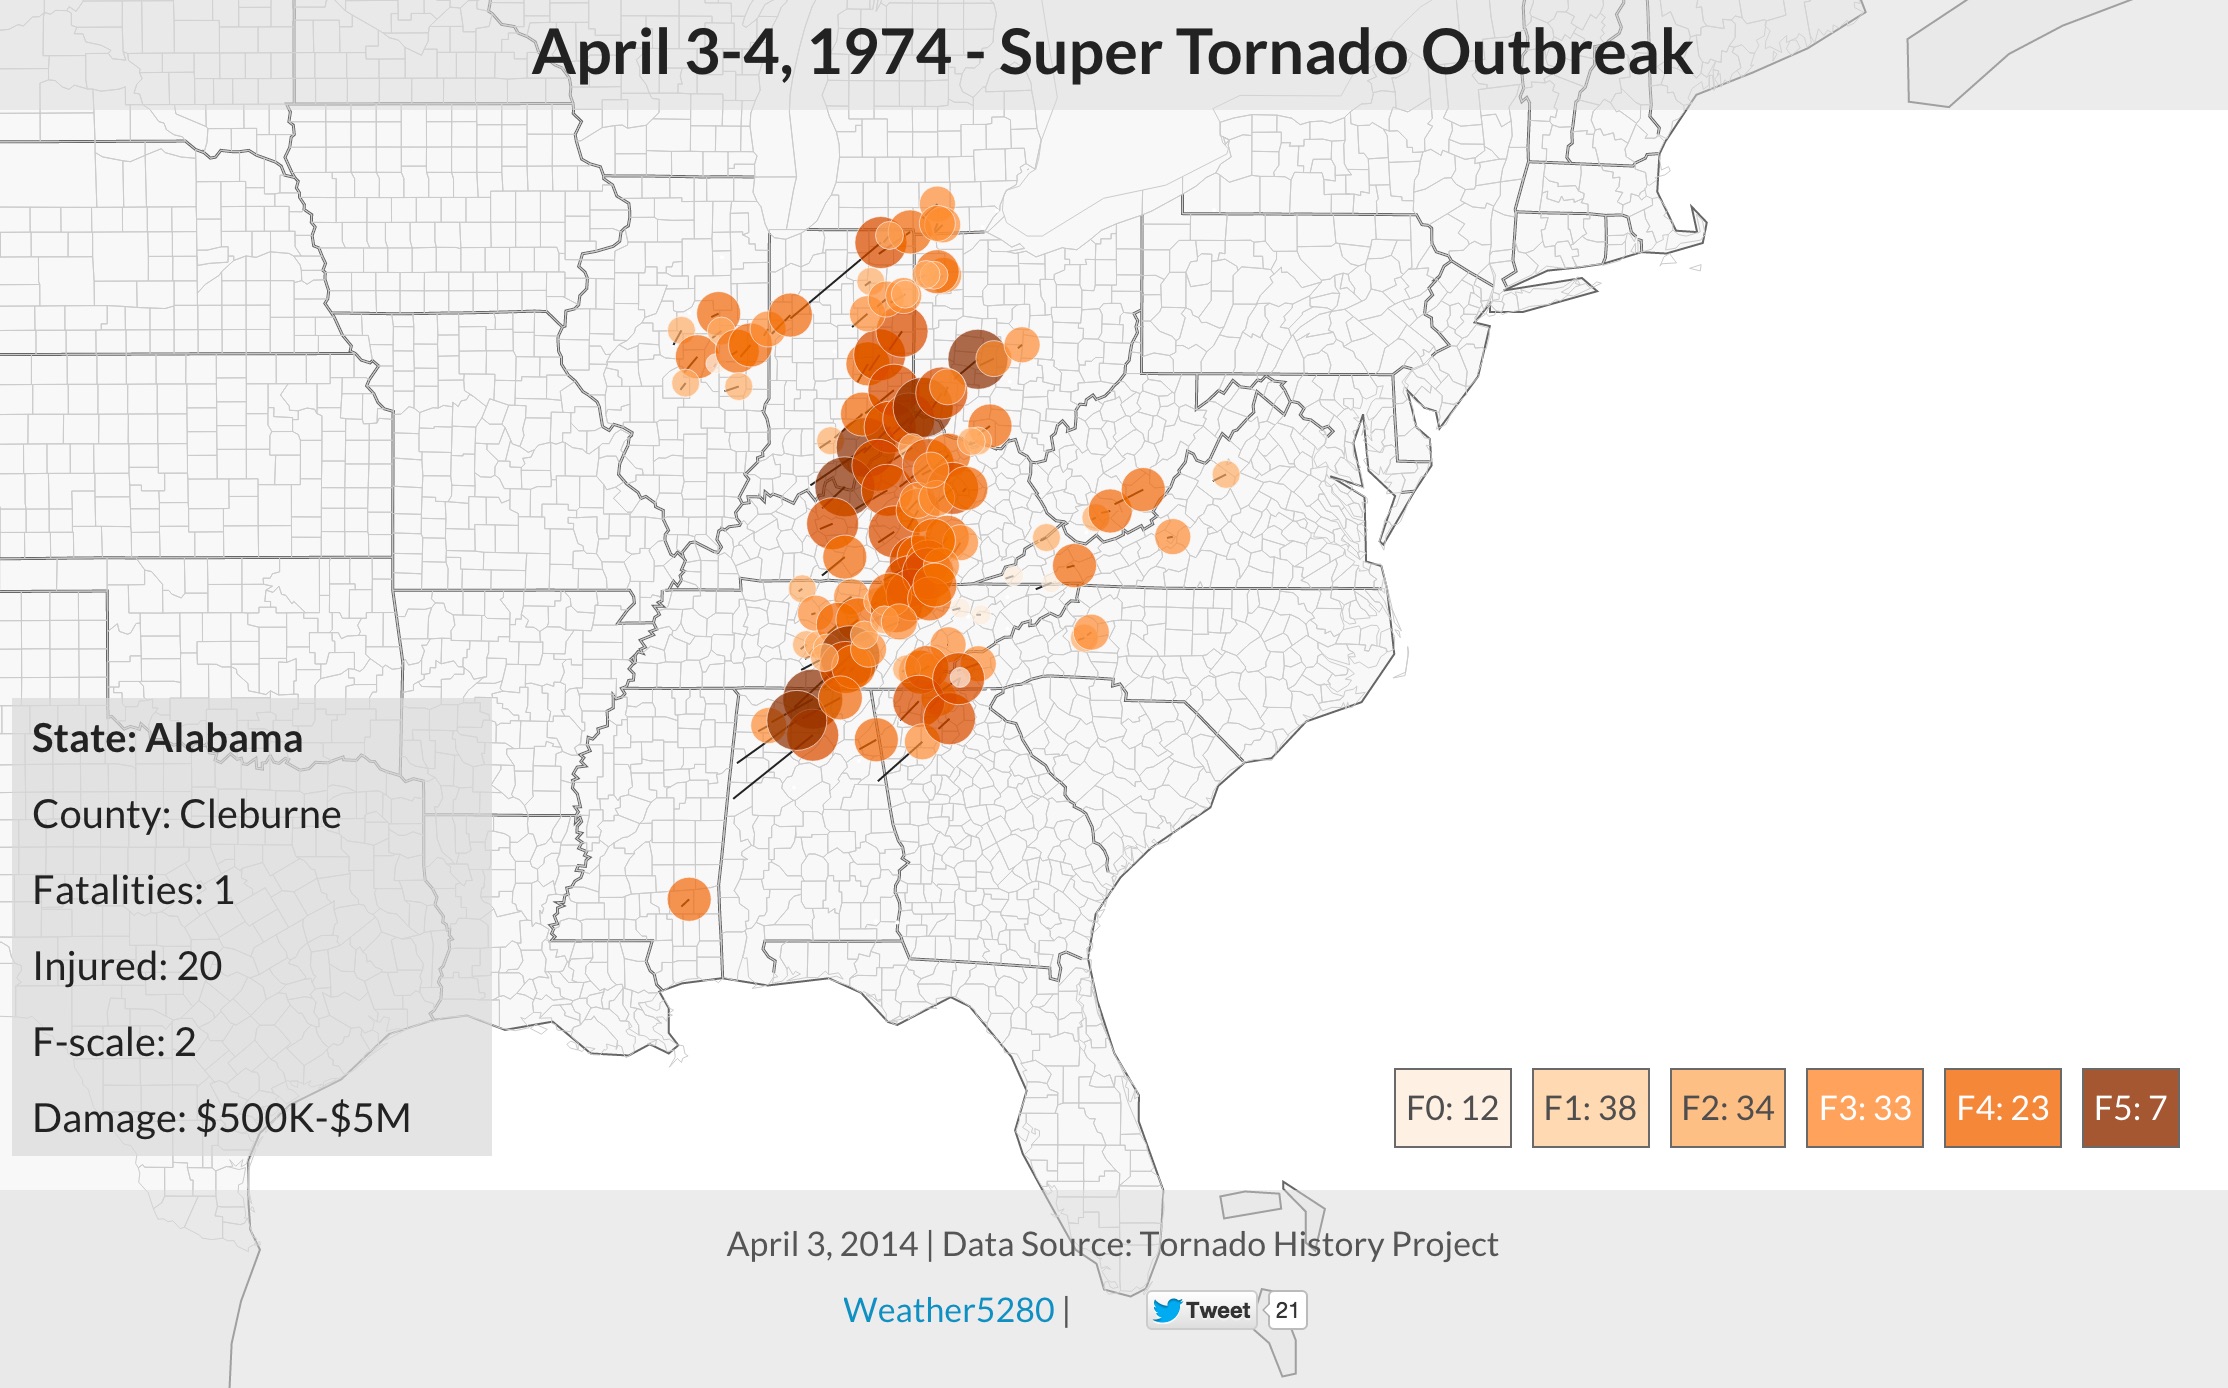 April 3-4, 1974 - Super Tornado Outbreak
State: Alabama
County: Cleburne
Fatalities: 1
Injured: 20
F-scale: 2
Damage: $500K-$5M
F0: 12 F1: 38 F2: 34 F3: 33 F4: 23 F5: 7
April 3, 2014 | Data Source: Tornado History Project
Weather5280 | Tweet 21